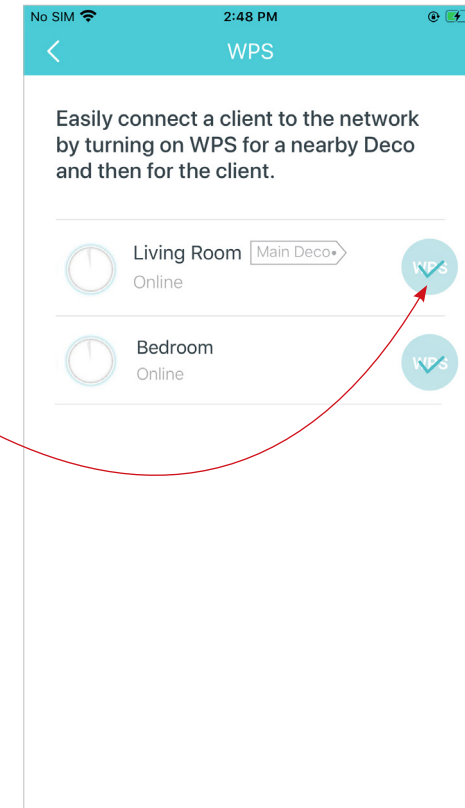 No SIM 2:48 PM
WPS
Easily connect a client to the network
by turning on WPS for a nearby Deco
and then for the client.
Living Room Main Deco
Online
WPS
Bedroom
Online
WPS